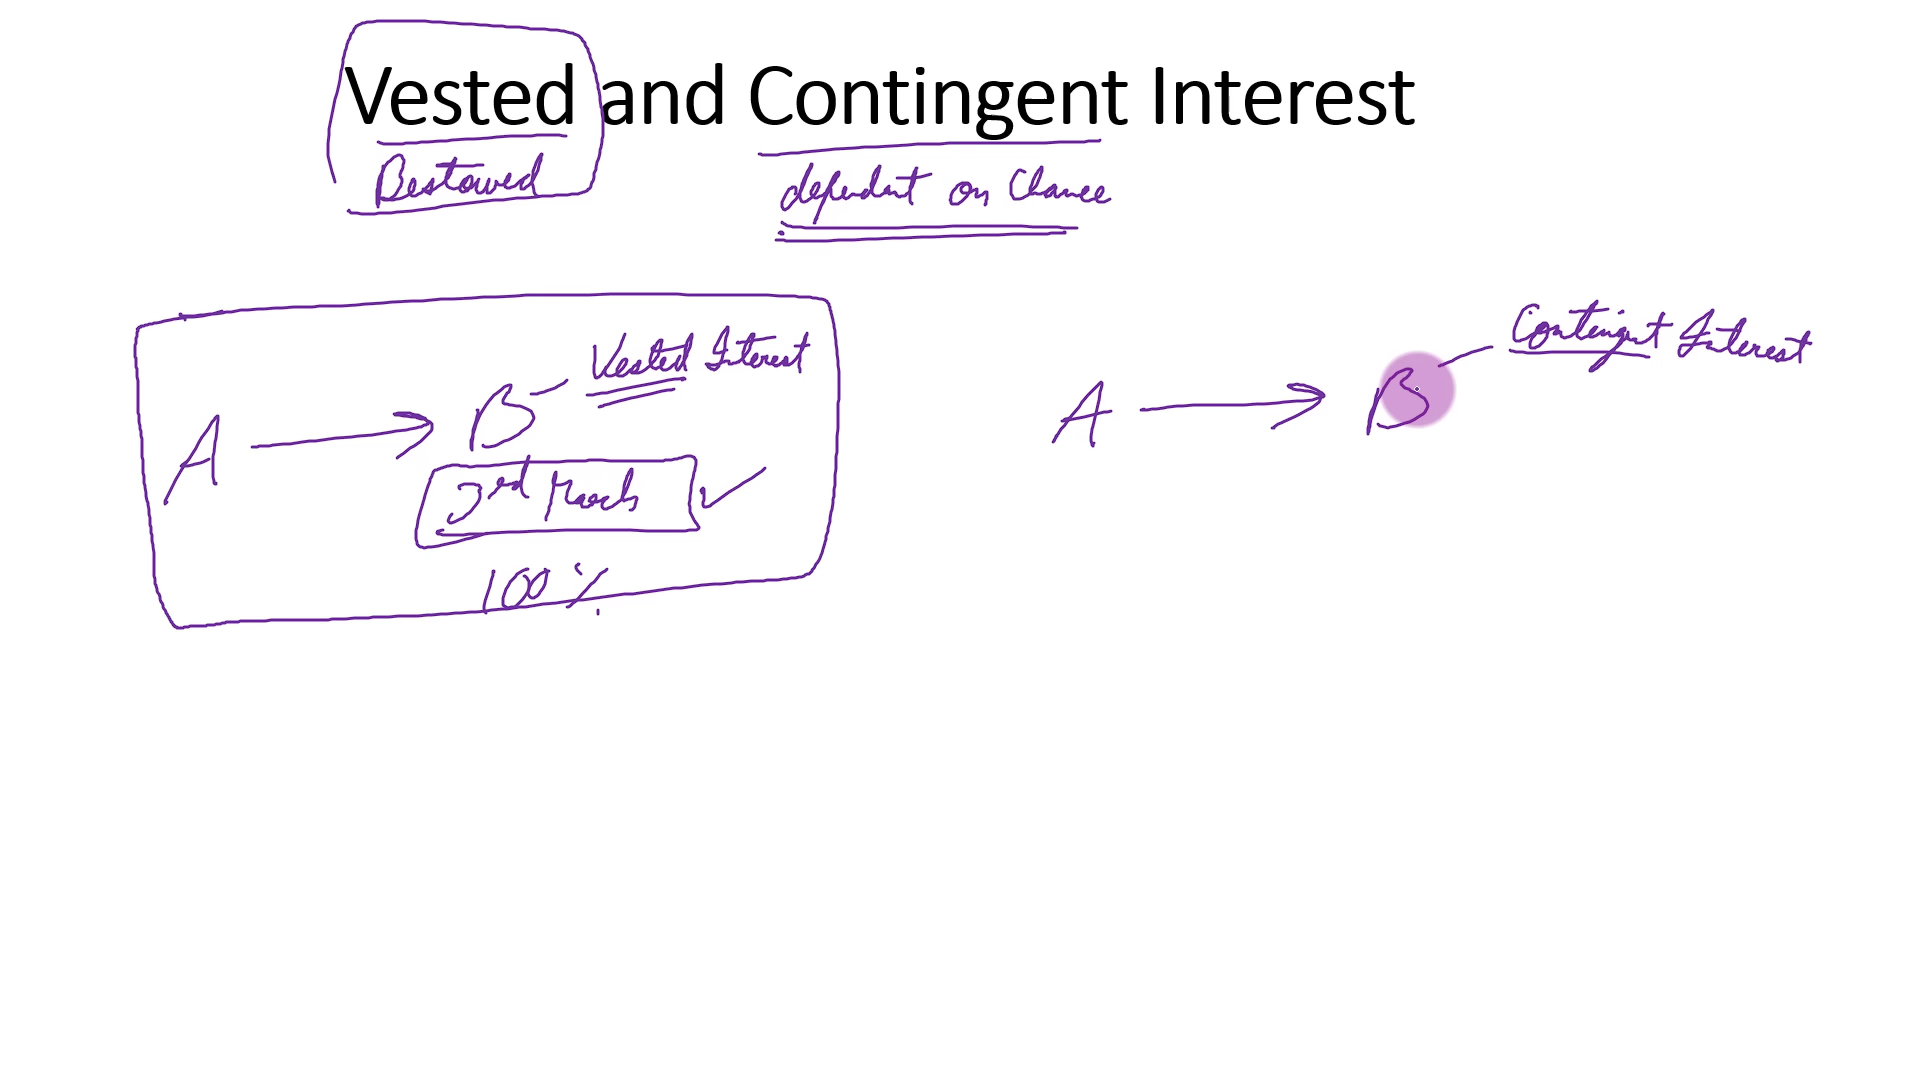 Vested and Contingent Interest
Bestowed
dependent on Chance
A → B Vested Interest
3rd March ✓
100%
A → B Contingent Interest